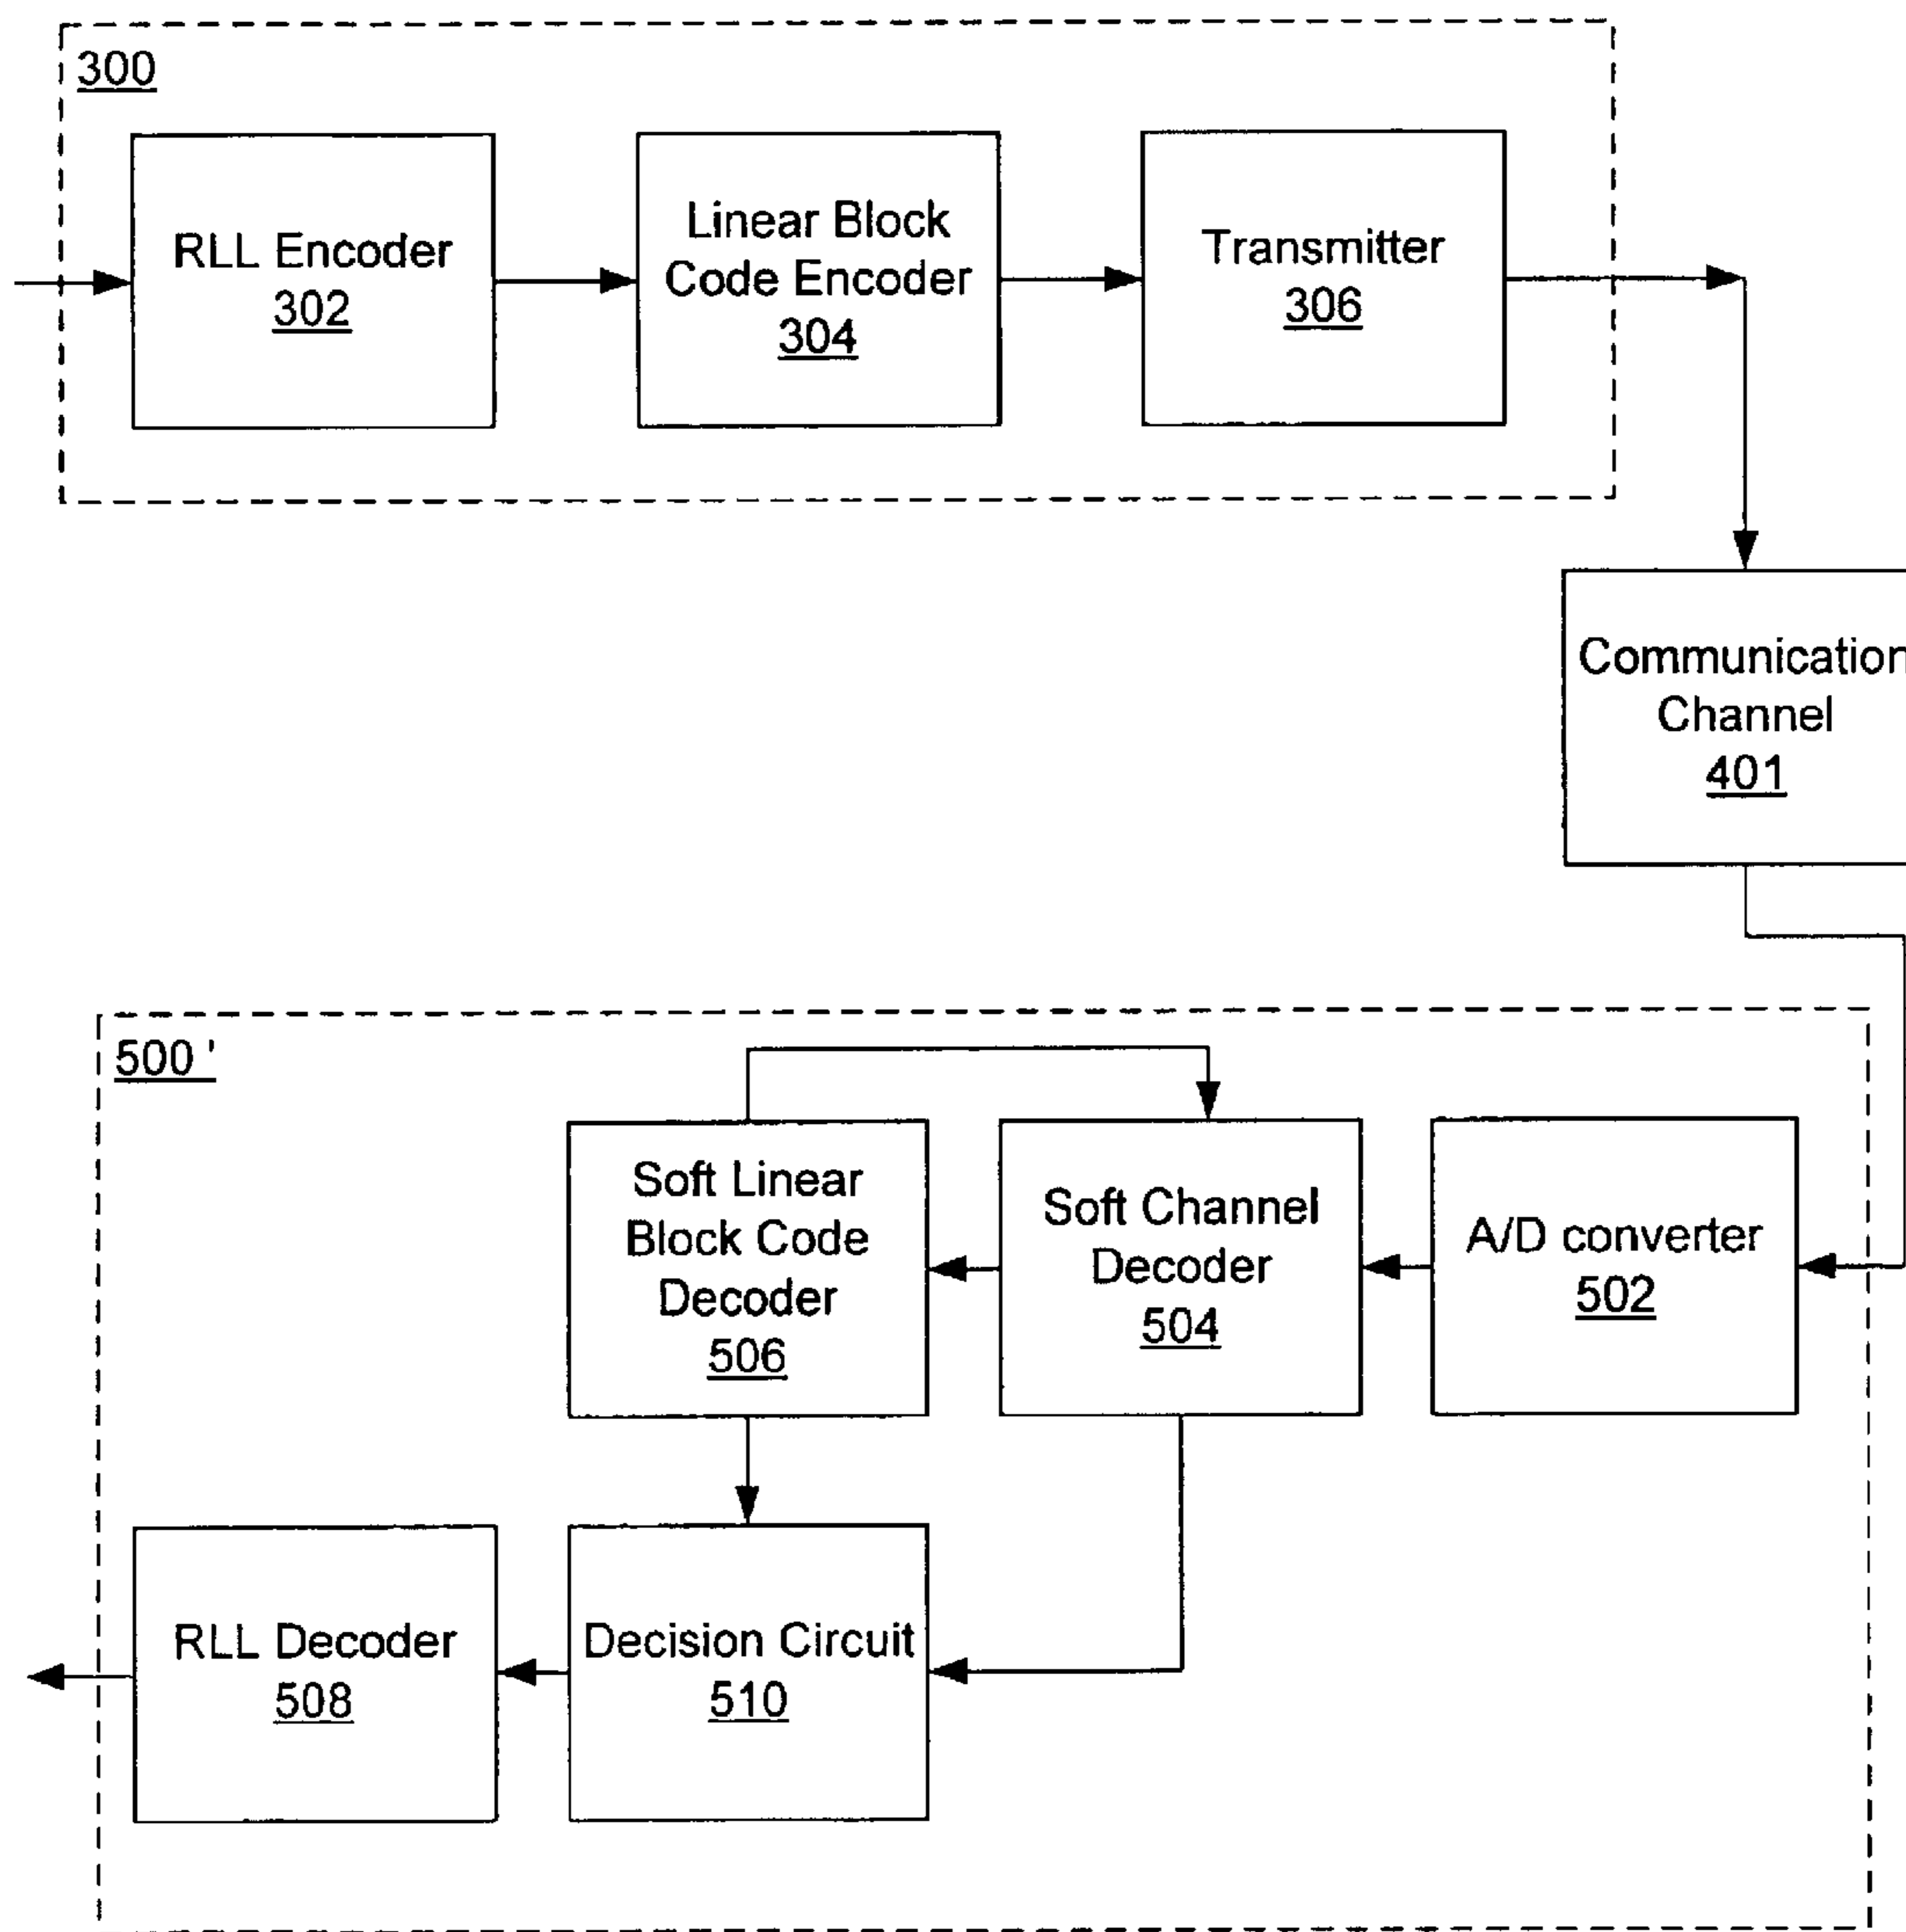 300
RLL Encoder
302
Linear Block
Code Encoder
304
Transmitter
306
Communication
Channel
401
500 '
Soft Linear
Block Code
Decoder
506
Soft Channel
Decoder
504
A/D converter
502
RLL Decoder
508
Decision Circuit
510